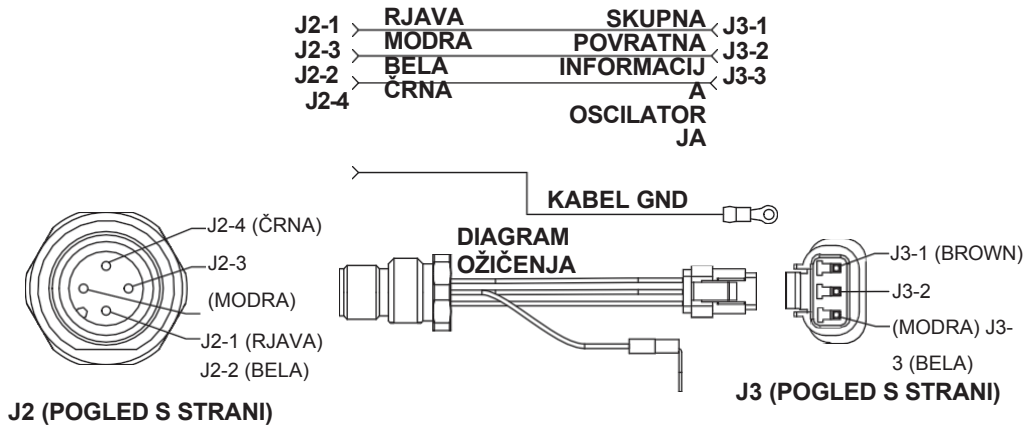 J2-1 RJAVA SKUPNA J3-1
J2-3 MODRA POVRATNA J3-2
J2-2 BELA INFORMACIJ J3-3
J2-4 ČRNA A
OSCILATOR
JA
KABEL GND
DIAGRAM
OŽIČENJA
J2-4 (ČRNA)
J2-3
(MODRA)
J2-1 (RJAVA)
J2-2 (BELA)
J2 (POGLED S STRANI)
J3-1 (BROWN)
J3-2
(MODRA) J3-
3 (BELA)
J3 (POGLED S STRANI)